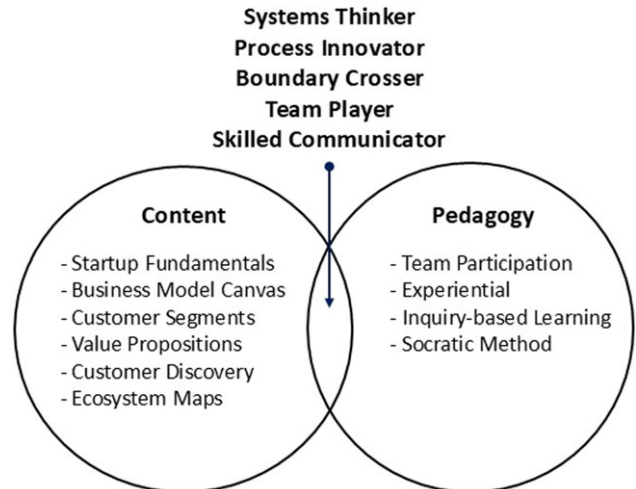 Systems Thinker
Process Innovator
Boundary Crosser
Team Player
Skilled Communicator
Content
- Startup Fundamentals
- Business Model Canvas
- Customer Segments
- Value Propositions
- Customer Discovery
- Ecosystem Maps
Pedagogy
- Team Participation
- Experiential
- Inquiry-based Learning
- Socratic Method